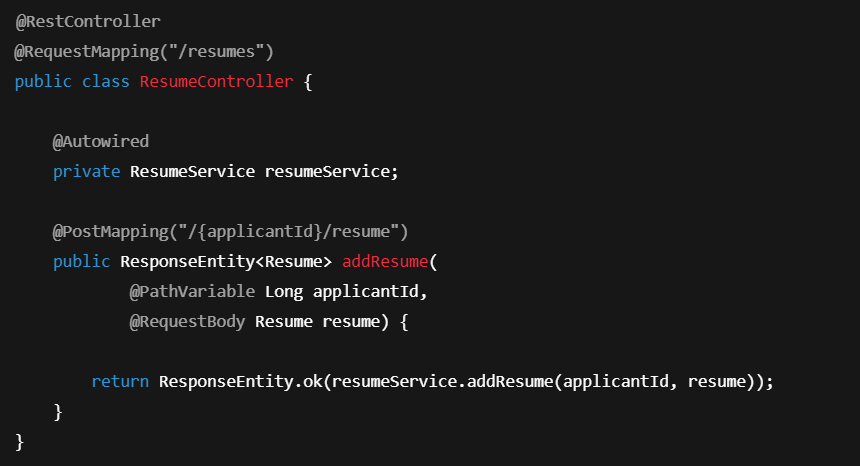 @RestController
@RequestMapping("/resumes")
public class ResumeController {
@Autowired
private ResumeService resumeService;
@PostMapping("/{applicantId}/resume")
public ResponseEntity<Resume> addResume(
@PathVariable Long applicantId,
@RequestBody Resume resume) {
return ResponseEntity.ok(resumeService.addResume(applicantId, resume));
}
}